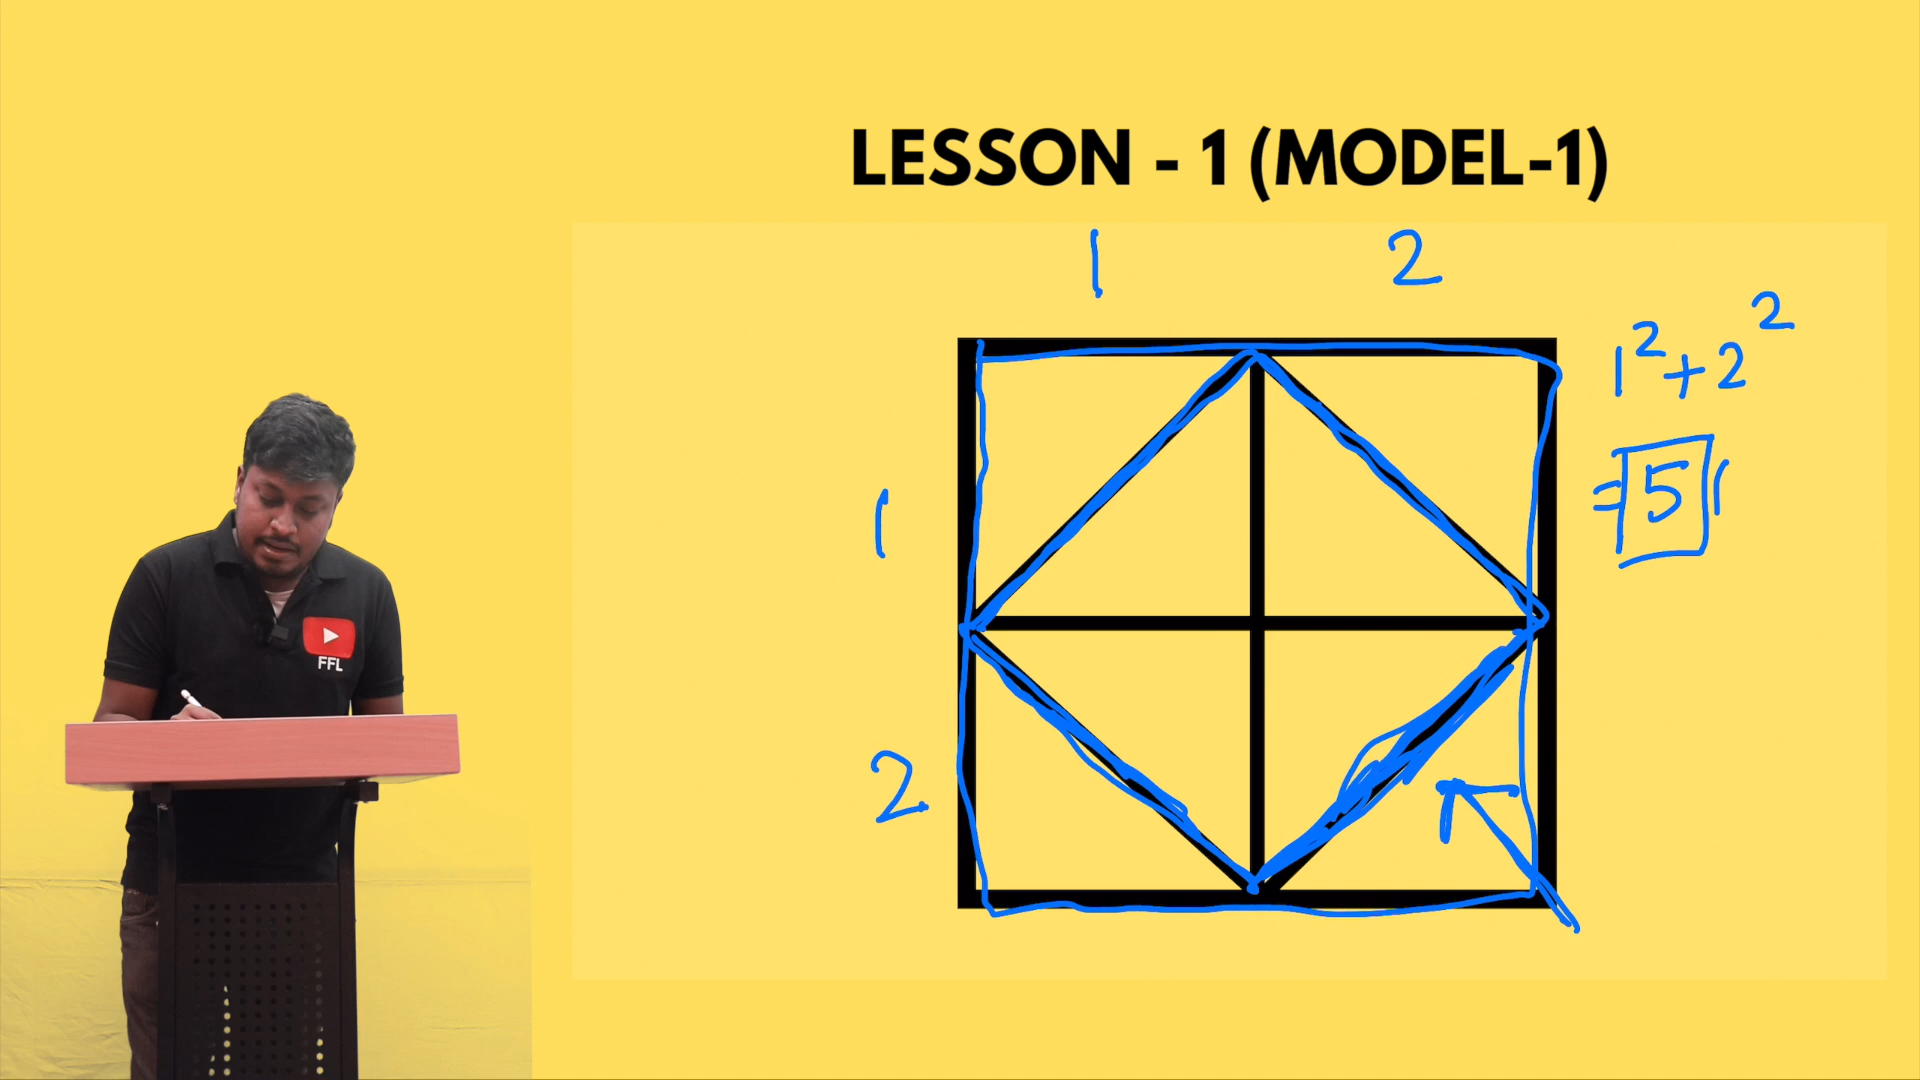 LESSON - 1 (MODEL-1)
1 2
1² + 2²
= 5
1
2
FFL